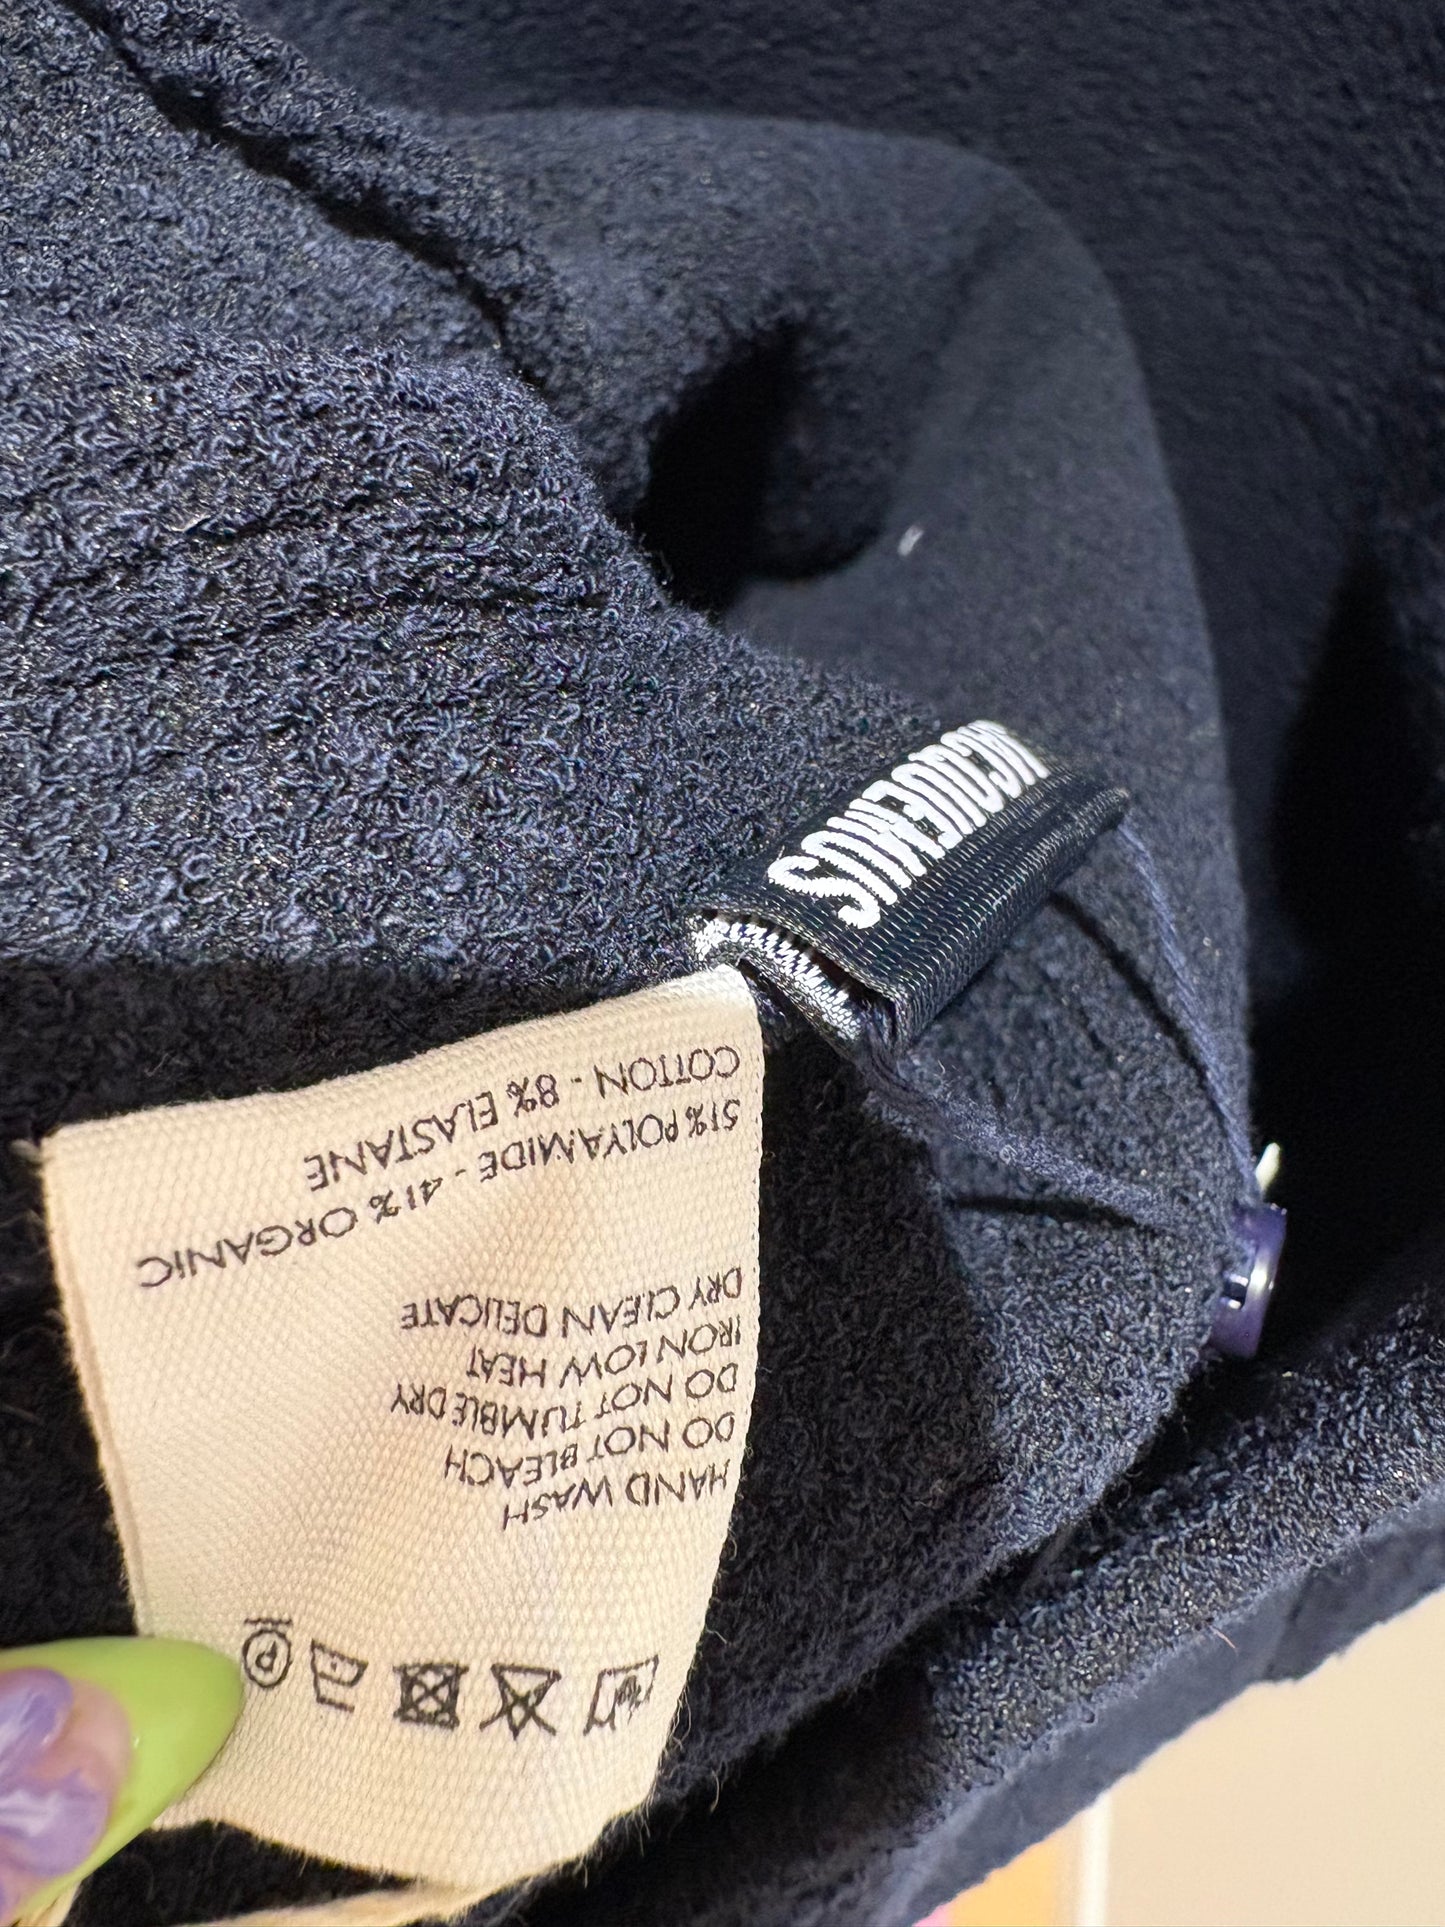 P
HAND WASH
DO NOT BLEACH
DO NOT TUMBLE DRY
IRON LOW HEAT
DRY CLEAN DELICATE
51% POLYAMIDE - 41% ORGANIC
COTTON - 8% ELASTANE
JACQUEMUS